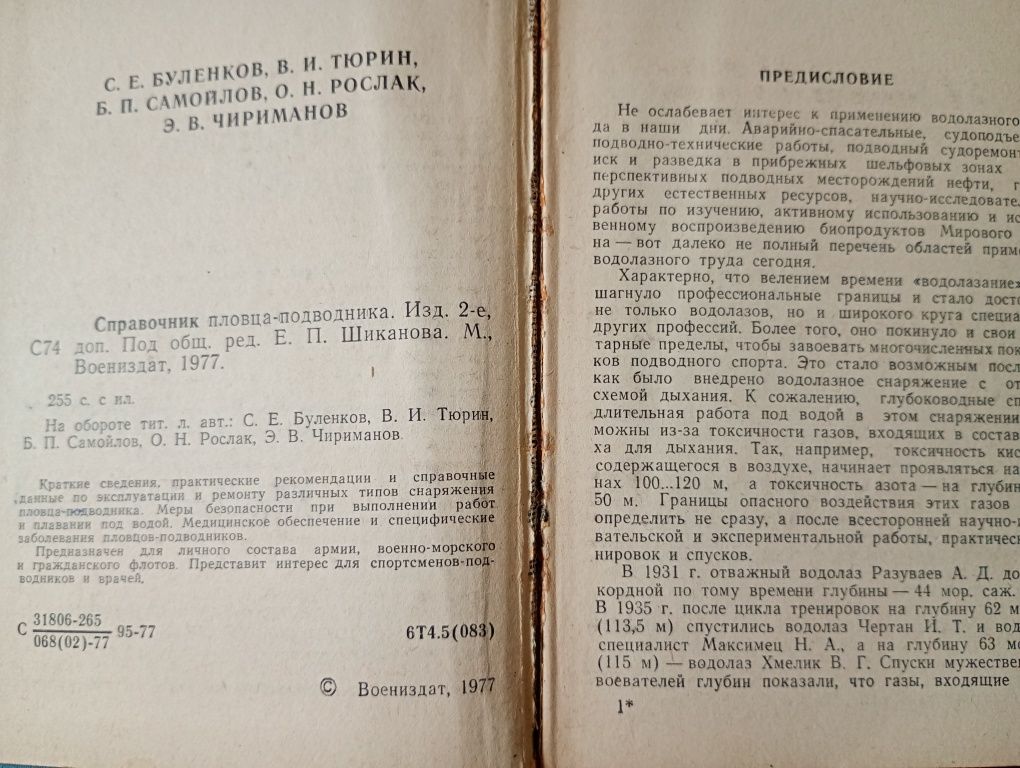 С. Е. БУЛЕНКОВ, В. И. ТЮРИН,
Б. П. САМОЙЛОВ, О. Н. РОСЛАК,
Э. В. ЧИРИМАНОВ
Справочник пловца-подводника. Изд. 2-е,
С74 доп. Под общ. ред. Е. П. Шиканова. М.,
Воениздат, 1977.
255 с. с ил.
На обороте тит. л. авт.: С. Е. Буленков, В. И. Тюрин,
Б. П. Самойлов, О. Н. Рослак, Э. В. Чириманов.
Краткие сведения, практические рекомендации и справочные
данные по эксплуатации и ремонту различных типов снаряжения
пловца-подводника. Меры безопасности при выполнении работ
и плавании под водой. Медицинское обеспечение и специфические
заболевания пловцов-подводников.
Предназначен для личного состава армии, военно-морского
и гражданского флотов. Представит интерес для спортсменов-под-
водников и врачей.
С 31806-265
068(02)-77 95-77
6Т4.5(083)
© Воениздат, 1977
ПРЕДИСЛОВИЕ
Не ослабевает интерес к применению водолазного
да в наши дни. Аварийно-спасательные, судоподъе
подводно-технические работы, подводный судоремонт
иск и разведка в прибрежных шельфовых зонах
перспективных подводных месторождений нефти, г
других естественных ресурсов, научно-исследовател
работы по изучению, активному использованию и ис
венному воспроизведению биопродуктов Мирового
на — вот далеко не полный перечень областей приме
водолазного труда сегодня.
Характерно, что велением времени «водолазание»
шагнуло профессиональные границы и стало дост
не только водолазов, но и широкого круга специа
других профессий. Более того, оно покинуло и свои
тарные пределы, чтобы завоевать многочисленных пок
ков подводного спорта. Это стало возможным посл
как было внедрено водолазное снаряжение с от
схемой дыхания. К сожалению, глубоководные сп
длительная работа под водой в этом снаряжении
можны из-за токсичности газов, входящих в состав
ха для дыхания. Так, например, токсичность кис
содержащегося в воздухе, начинает проявляться на
нах 100...120 м, а токсичность азота — на глубин
50 м. Границы опасного воздействия этих газов
определить не сразу, а после всесторонней научно-
вательской и экспериментальной работы, практичес
нировок и спусков.
В 1931 г. отважный водолаз Разуваев А. Д. до
кордной по тому времени глубины — 44 мор. саж.
В 1935 г. после цикла тренировок на глубину 62 м
(113,5 м) спустились водолаз Чертан И. Т. и вод
специалист Максимец Н. А., а на глубину 63 мо
(115 м) — водолаз Хмелик В. Г. Спуски мужествен
воевателей глубин показали, что газы, входящие
1*